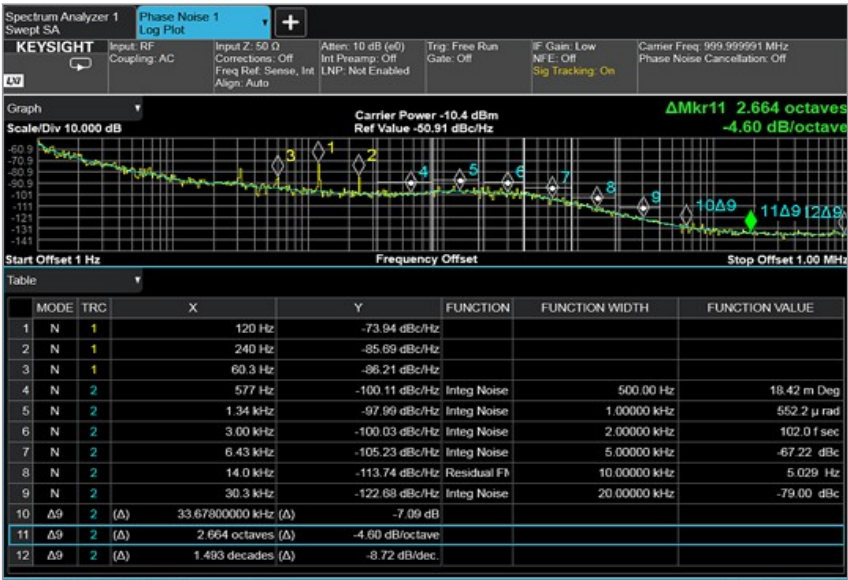 Spectrum Analyzer 1
Swept SA
Phase Noise 1
Log Plot
KEYSIGHT
LXI
Input: RF
Coupling: AC
Input Z: 50 Ω
Corrections: Off
Freq Ref: Sense, Int
Align: Auto
Atten: 10 dB (e0)
Int Preamp: Off
LNP: Not Enabled
Trig: Free Run
Gate: Off
IF Gain: Low
NFE: Off
Sig Tracking: On
Carrier Freq: 999.999991 MHz
Phase Noise Cancellation: Off
Graph
Scale/Div 10.000 dB
Carrier Power -10.4 dBm
Ref Value -50.91 dBc/Hz
ΔMkr11 2.664 octaves
-4.60 dB/octave
-60.9
-70.9
-80.9
-90.9
-101
-111
-121
-131
-141
3 1 2 4 5 6 7 8 9 10Δ9 11Δ9 12Δ9
Start Offset 1 Hz Frequency Offset Stop Offset 1.00 MHz
Table
MODE TRC X Y FUNCTION FUNCTION WIDTH FUNCTION VALUE
1 N 1 120 Hz -73.94 dBc/Hz
2 N 1 240 Hz -85.69 dBc/Hz
3 N 1 60.3 Hz -86.21 dBc/Hz
4 N 2 577 Hz -100.11 dBc/Hz Integ Noise 500.00 Hz 18.42 m Deg
5 N 2 1.34 kHz -97.99 dBc/Hz Integ Noise 1.00000 kHz 552.2 μ rad
6 N 2 3.00 kHz -100.03 dBc/Hz Integ Noise 2.00000 kHz 102.0 f sec
7 N 2 6.43 kHz -105.23 dBc/Hz Integ Noise 5.00000 kHz -67.22 dBc
8 N 2 14.0 kHz -113.74 dBc/Hz Residual FM 10.00000 kHz 5.029 Hz
9 N 2 30.3 kHz -122.68 dBc/Hz Integ Noise 20.00000 kHz -79.00 dBc
10 Δ9 2 (Δ) 33.67800000 kHz (Δ) -7.09 dB
11 Δ9 2 (Δ) 2.664 octaves (Δ) -4.60 dB/octave
12 Δ9 2 (Δ) 1.493 decades (Δ) -8.72 dB/dec.